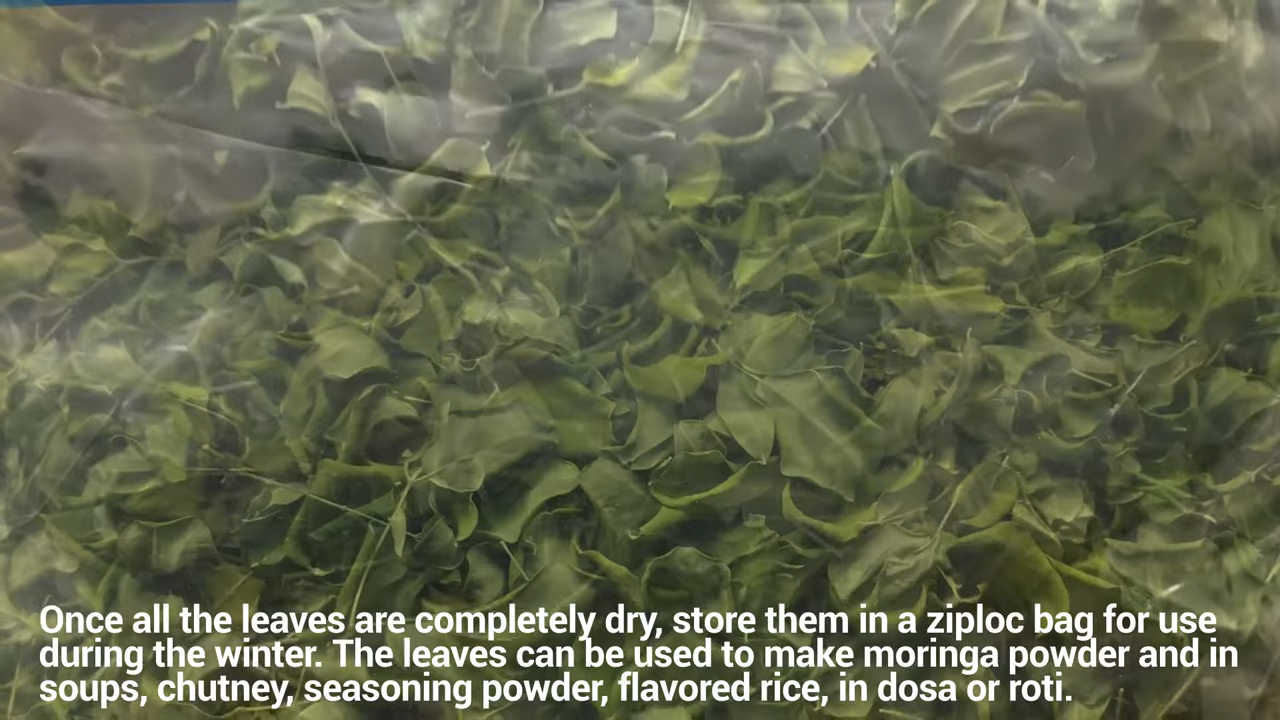 Once all the leaves are completely dry, store them in a ziploc bag for use
during the winter. The leaves can be used to make moringa powder and in
soups, chutney, seasoning powder, flavored rice, in dosa or roti.